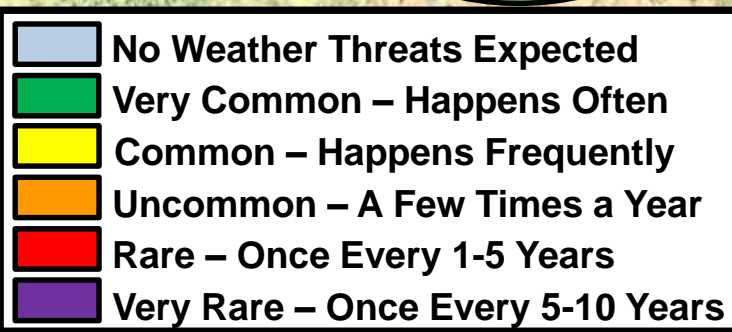 No Weather Threats Expected
Very Common – Happens Often
Common – Happens Frequently
Uncommon – A Few Times a Year
Rare – Once Every 1-5 Years
Very Rare – Once Every 5-10 Years